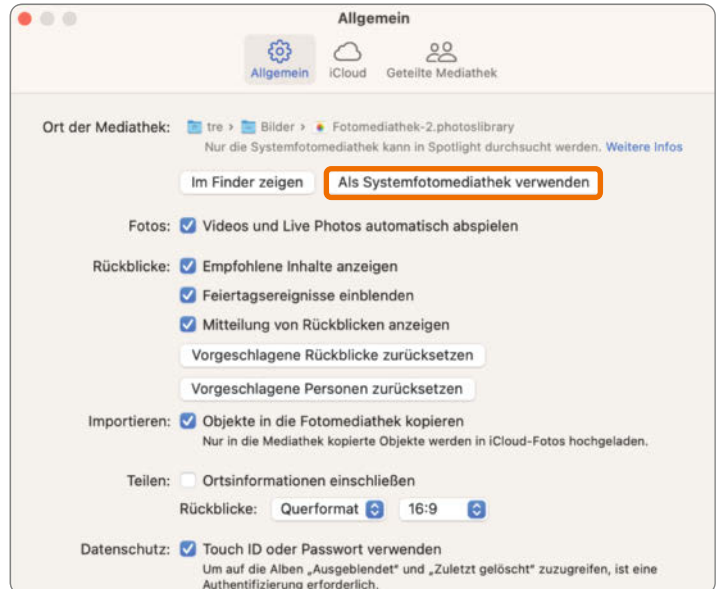 Allgemein
Allgemein iCloud Geteilte Mediathek
Ort der Mediathek: tre › Bilder › Fotomediathek-2.photoslibrary
Nur die Systemfotomediathek kann in Spotlight durchsucht werden. Weitere Infos
Im Finder zeigen Als Systemfotomediathek verwenden
Fotos: Videos und Live Photos automatisch abspielen
Rückblicke: Empfohlene Inhalte anzeigen
Feiertagsereignisse einblenden
Mitteilung von Rückblicken anzeigen
Vorgeschlagene Rückblicke zurücksetzen
Vorgeschlagene Personen zurücksetzen
Importieren: Objekte in die Fotomediathek kopieren
Nur in die Mediathek kopierte Objekte werden in iCloud-Fotos hochgeladen.
Teilen: Ortsinformationen einschließen
Rückblicke: Querformat 16:9
Datenschutz: Touch ID oder Passwort verwenden
Um auf die Alben „Ausgeblendet“ und „Zuletzt gelöscht“ zuzugreifen, ist eine
Authentifizierung erforderlich.